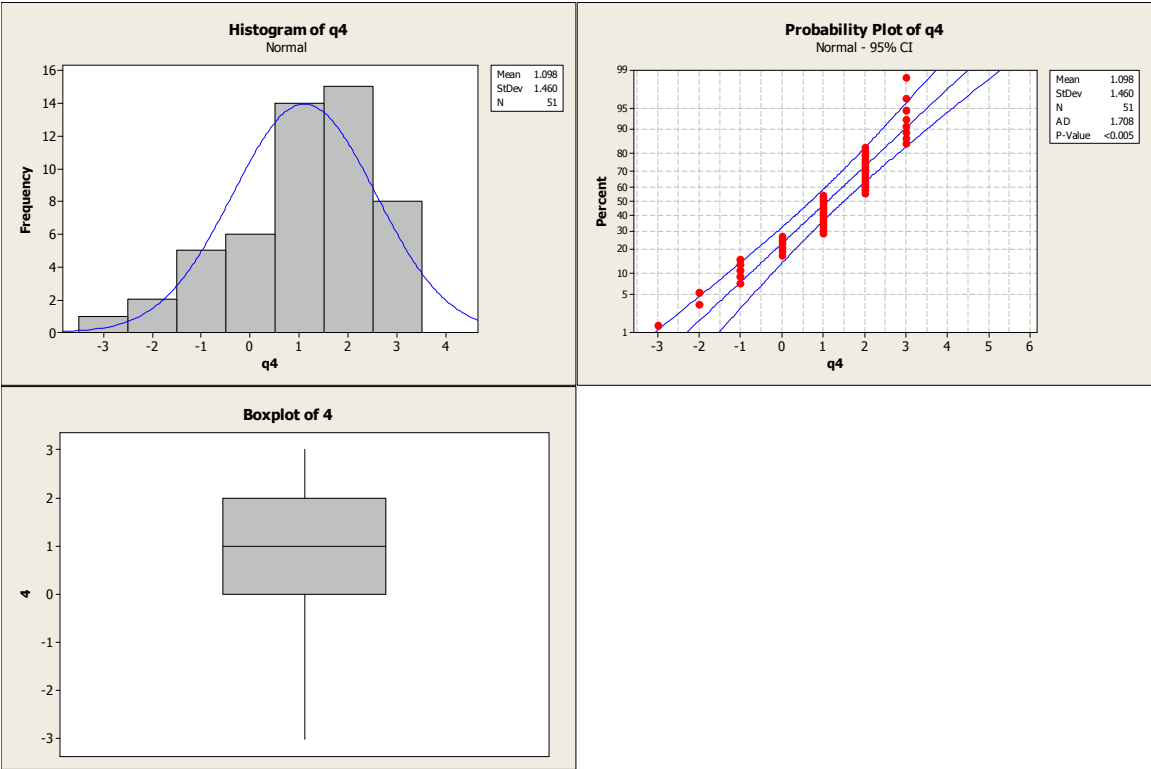 Histogram of q4
Normal
Mean 1.098
StDev 1.460
N 51
16
14
12
10
8
6
4
2
0
Frequency
-3 -2 -1 0 1 2 3 4
q4
Probability Plot of q4
Normal - 95% CI
Mean 1.098
StDev 1.460
N 51
AD 1.708
P-Value <0.005
99
95
90
80
70
60
50
40
30
20
10
5
1
Percent
-3 -2 -1 0 1 2 3 4 5 6
q4
Boxplot of 4
3
2
1
0
-1
-2
-3
4